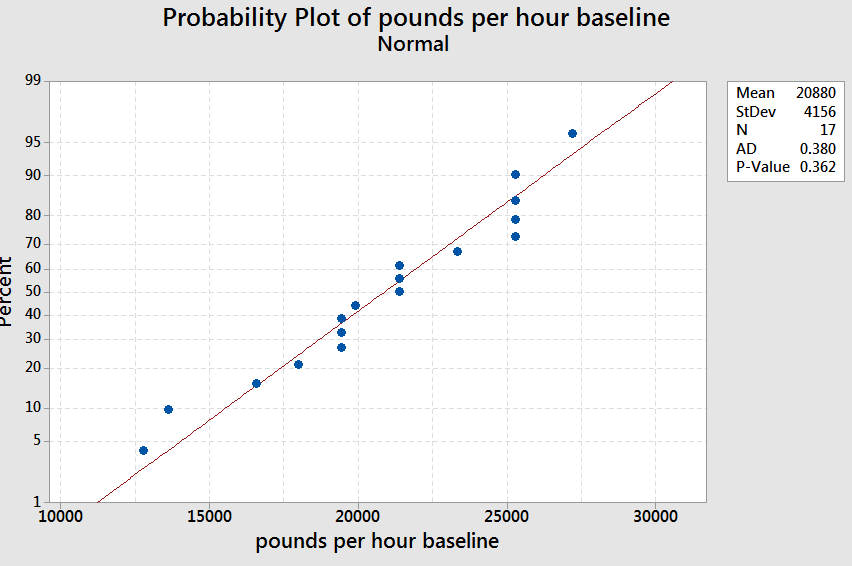 Probability Plot of pounds per hour baseline
Normal
99
95
90
80
70
60
50
40
30
20
10
5
1
Percent
10000 15000 20000 25000 30000
pounds per hour baseline
Mean 20880
StDev 4156
N 17
AD 0.380
P-Value 0.362